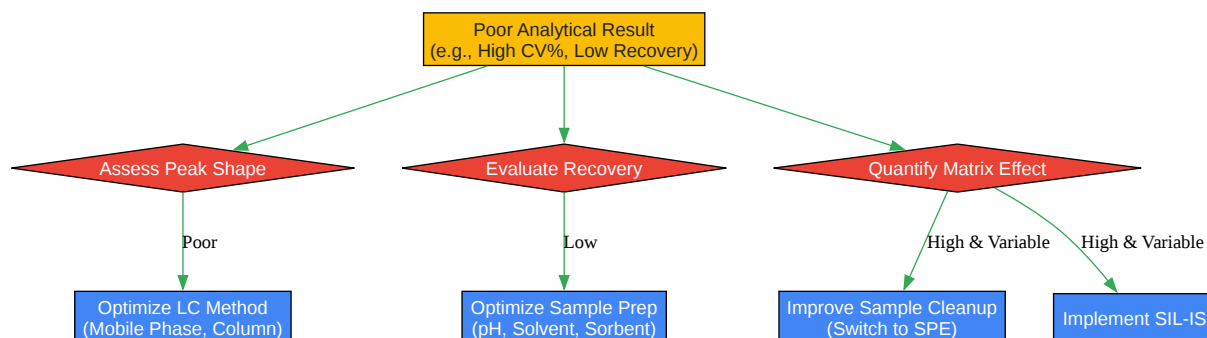 Poor Analytical Result
(e.g., High CV%, Low Recovery)
Assess Peak Shape
Evaluate Recovery
Quantify Matrix Effect
Poor
Low
High & Variable
High & Variable
Optimize LC Method
(Mobile Phase, Column)
Optimize Sample Prep
(pH, Solvent, Sorbent)
Improve Sample Cleanup
(Switch to SPE)
Implement SIL-IS